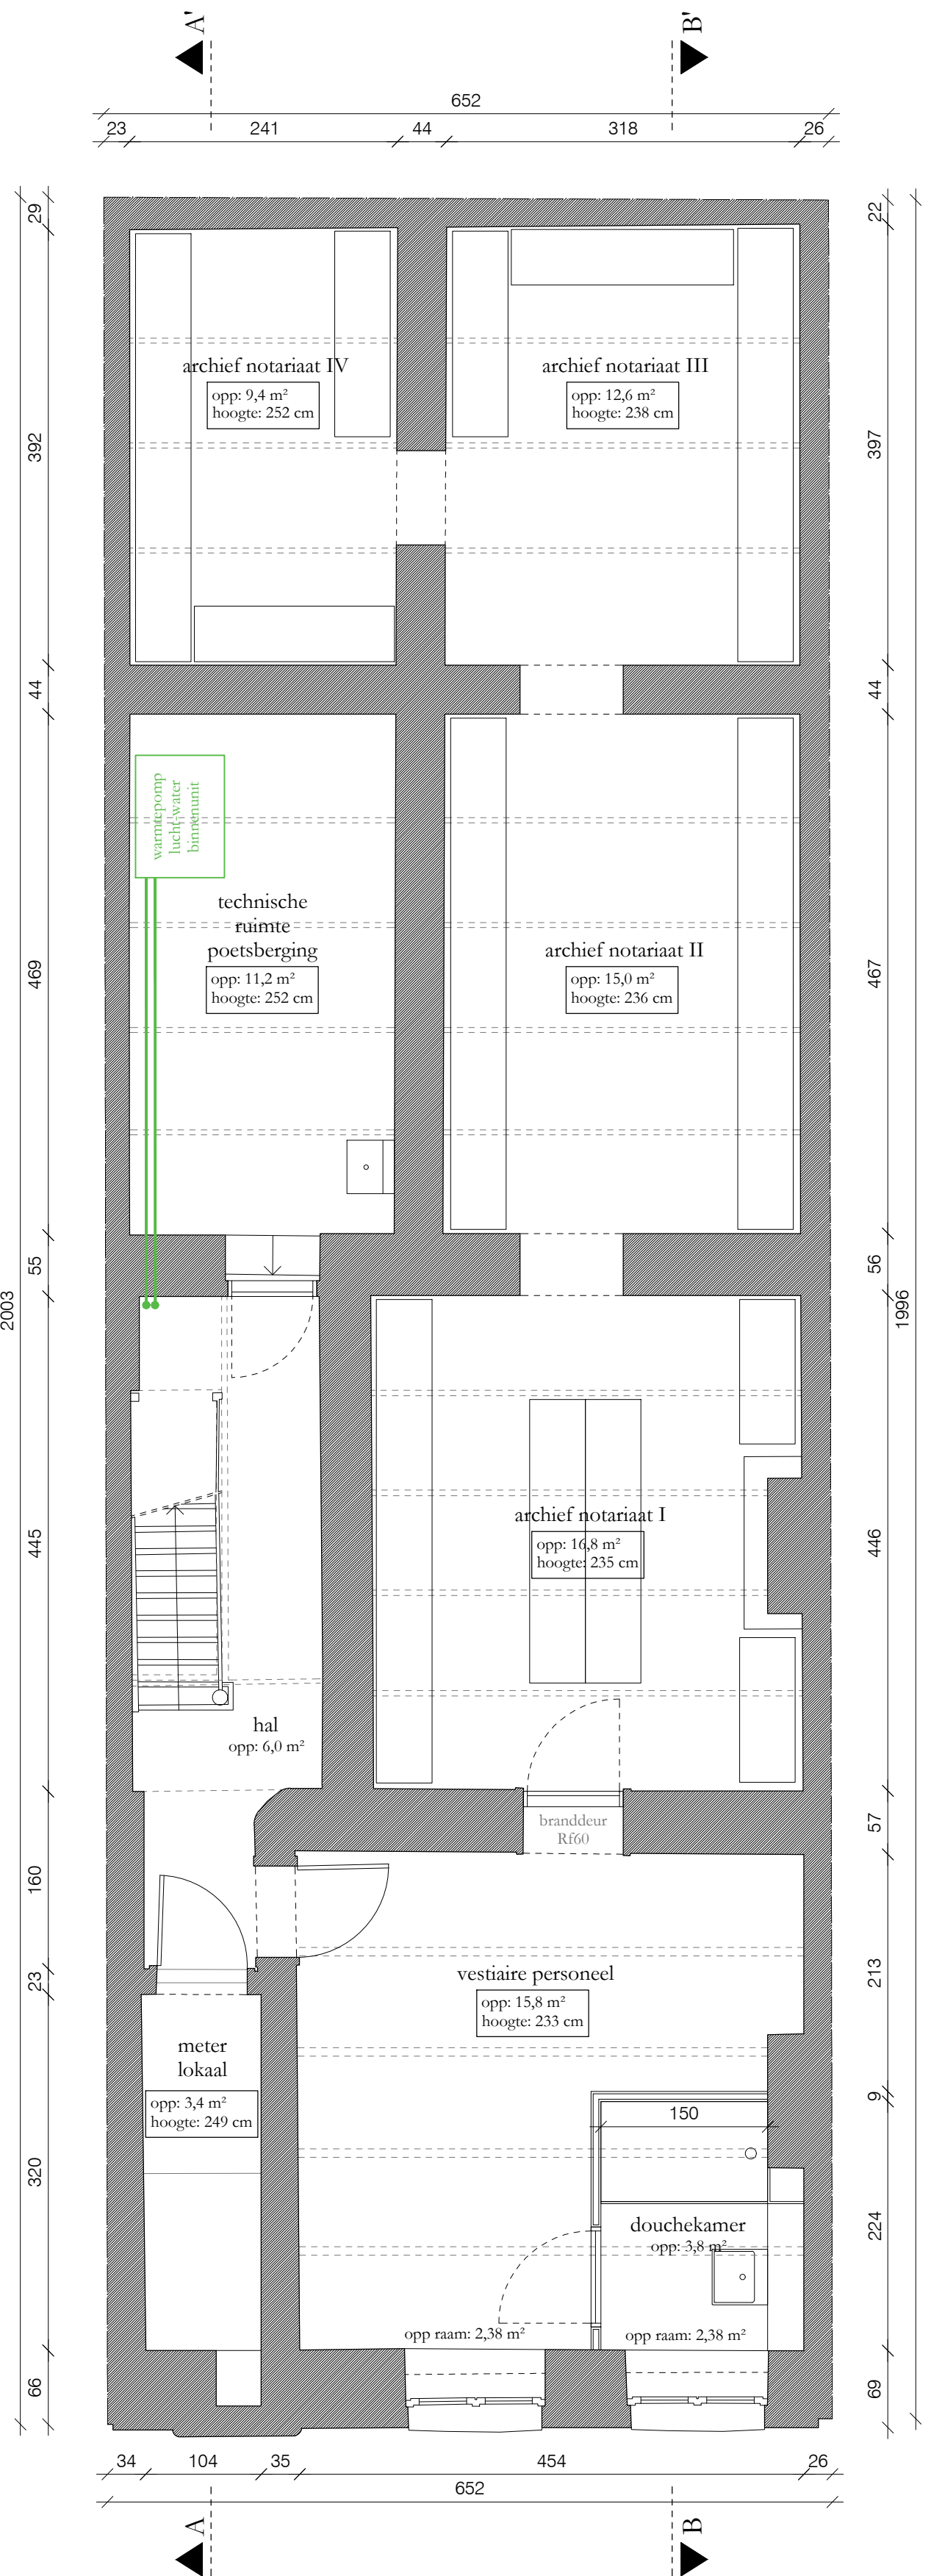 A'
B'
652
23
241
44
318
26
29
22
archief notariaat IV
opp: 9,4 m²
hoogte: 252 cm
archief notariaat III
opp: 12,6 m²
hoogte: 238 cm
392
397
44
44
warmtepomp
lucht-water
binnenunit
technische
ruimte
poetsberging
opp: 11,2 m²
hoogte: 252 cm
archief notariaat II
opp: 15,0 m²
hoogte: 236 cm
469
467
55
56
2003
1996
archief notariaat I
opp: 16,8 m²
hoogte: 235 cm
445
446
hal
opp: 6,0 m²
branddeur
Rf60
57
160
vestiaire personeel
opp: 15,8 m²
hoogte: 233 cm
23
213
meter
lokaal
opp: 3,4 m²
hoogte: 249 cm
9
150
320
douchekamer
opp: 3,8 m²
224
opp raam: 2,38 m²
opp raam: 2,38 m²
66
69
34
104
35
454
26
652
A
B